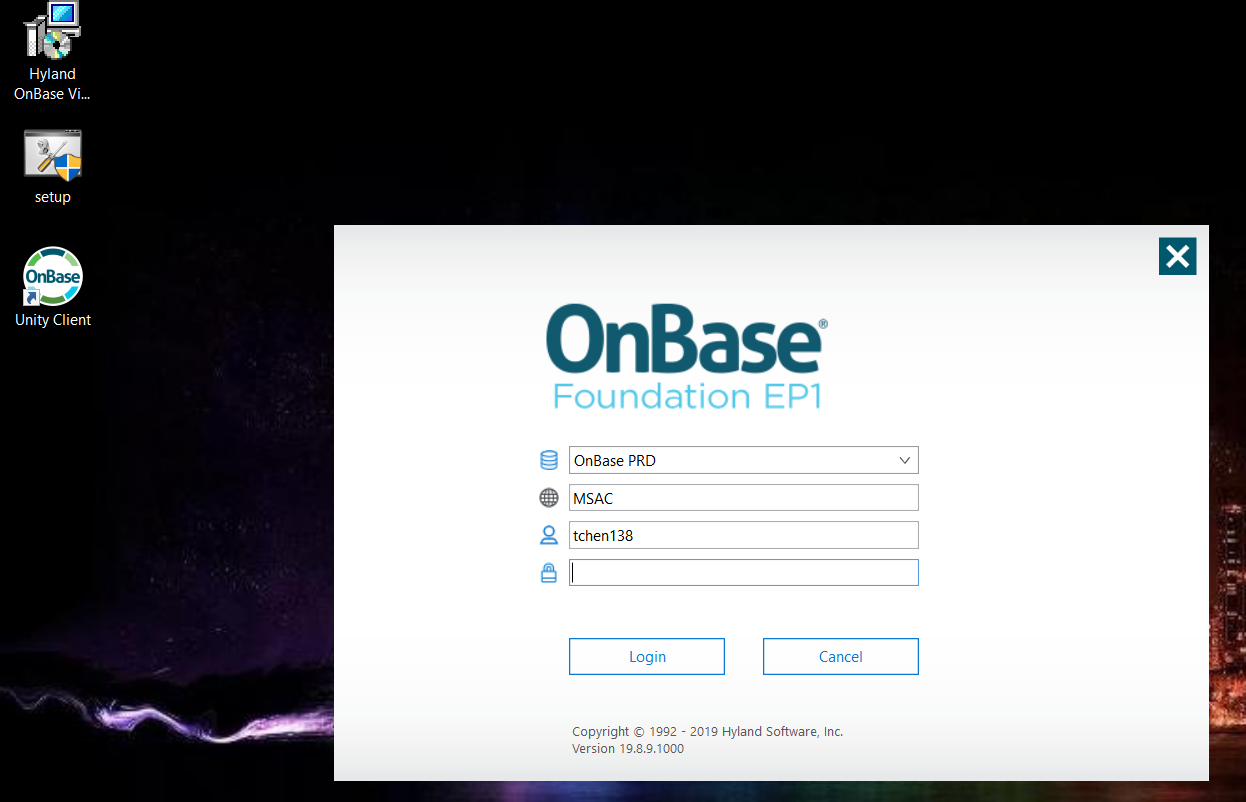 Hyland
OnBase Vi...
setup
OnBase
Unity Client
OnBase®
Foundation EP1
OnBase PRD
MSAC
tchen138
Login
Cancel
Copyright © 1992 - 2019 Hyland Software, Inc.
Version 19.8.9.1000